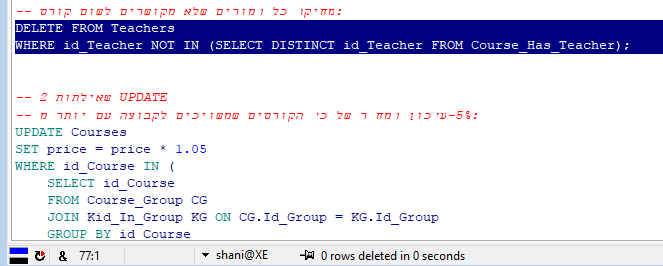 -- מחיקו כל ומורים שלא מקושרים לשום קורס:
DELETE FROM Teachers
WHERE id_Teacher NOT IN (SELECT DISTINCT id_Teacher FROM Course_Has_Teacher);
-- 2 שאילתות UPDATE
-- עיכון ומח ר של כי הקורסים שמשויכים לקבוצה עם יותר מ-5%:
UPDATE Courses
SET price = price * 1.05
WHERE id_Course IN (
SELECT id_Course
FROM Course_Group CG
JOIN Kid_In_Group KG ON CG.Id_Group = KG.Id_Group
GROUP BY id_Course
& 77:1 shani@XE 0 rows deleted in 0 seconds